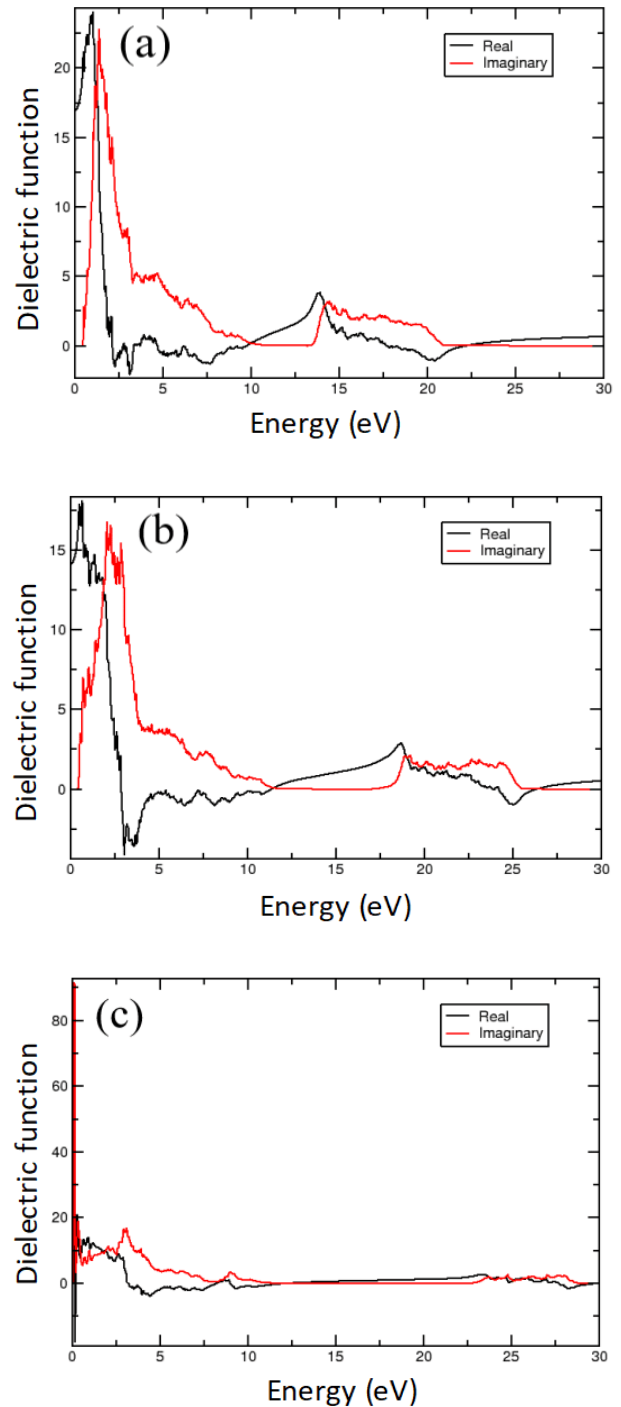 (a)
Real
Imaginary
Dielectric function
20
15
10
5
0
0 5 10 15 20 25 30
Energy (eV)
(b)
Real
Imaginary
Dielectric function
15
10
5
0
0 5 10 15 20 25 30
Energy (eV)
(c)
Real
Imaginary
Dielectric function
80
60
40
20
0
0 5 10 15 20 25 30
Energy (eV)